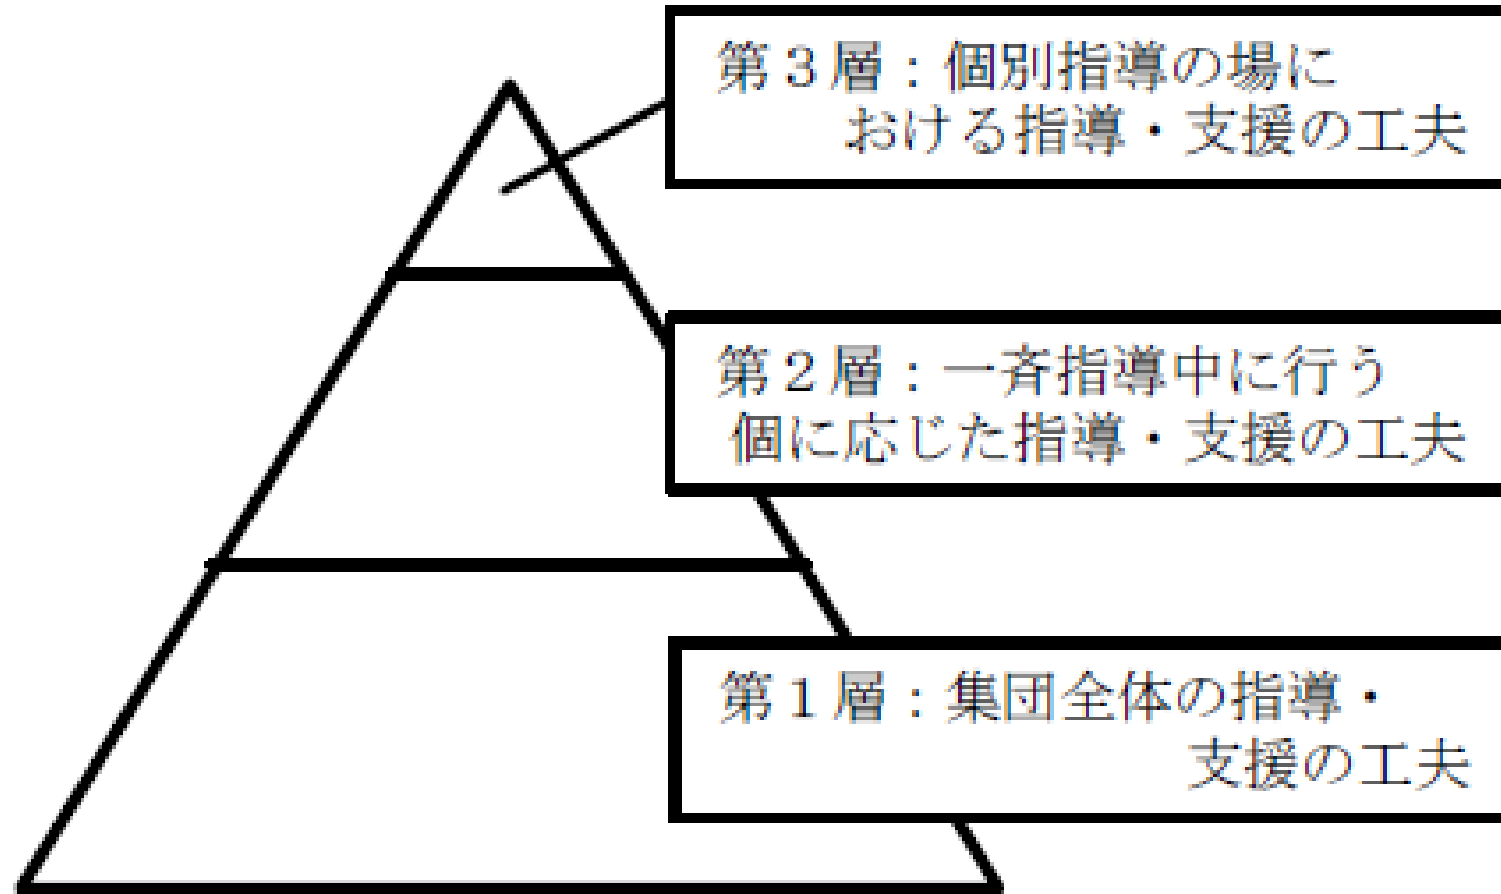 第３層：個別指導の場に
おける指導・支援の工夫
第２層：一斉指導中に行う
個に応じた指導・支援の工夫
第１層：集団全体の指導・
支援の工夫